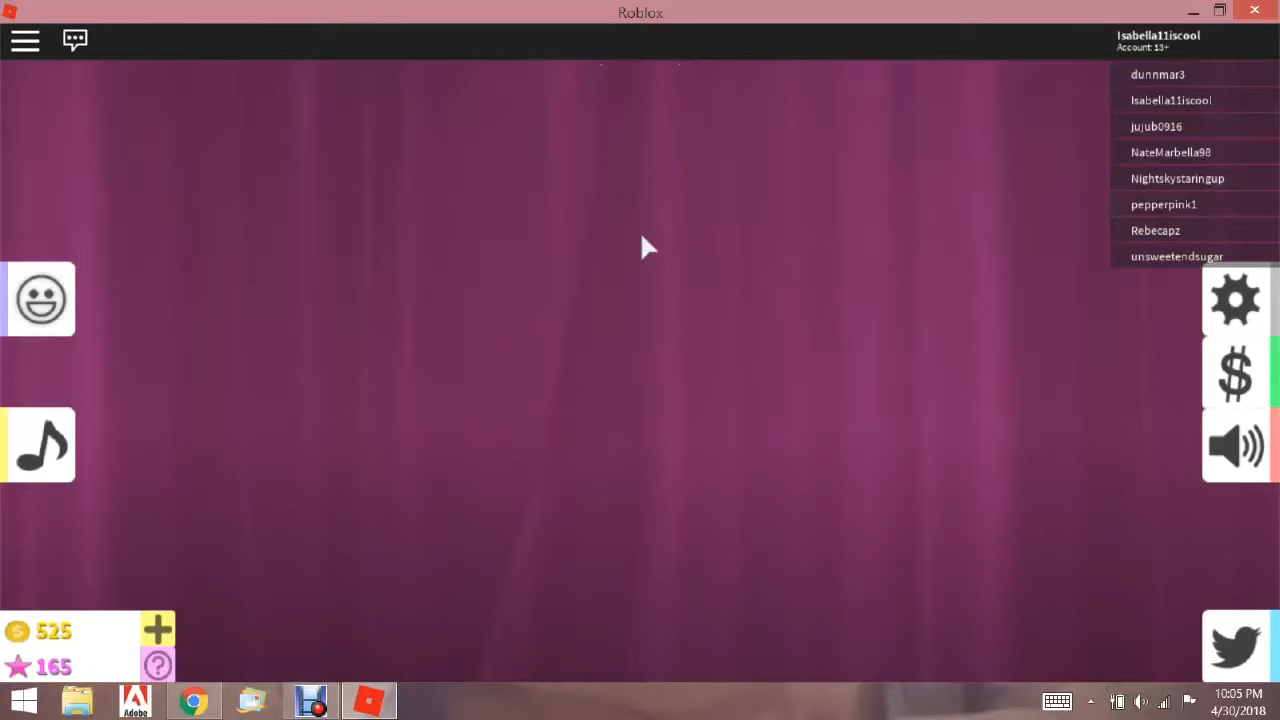 Roblox
Isabella11iscool
Account: 13+
dunnmar3
Isabella11iscool
jujub0916
NateMarbella98
Nightskystaringup
pepperpink1
Rebecapz
unsweetendsugar
$
525
165
?
Adobe
10:05 PM
4/30/2018